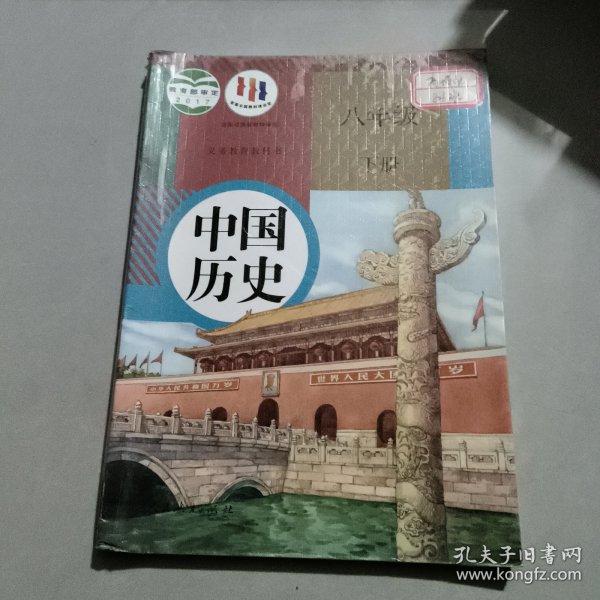 教育部审定
2017
八年级
义务教育教科书
下册
中国
历史
中华人民共和国万岁
世界人民大团
岁
孔夫子旧书网
www.kongfz.com